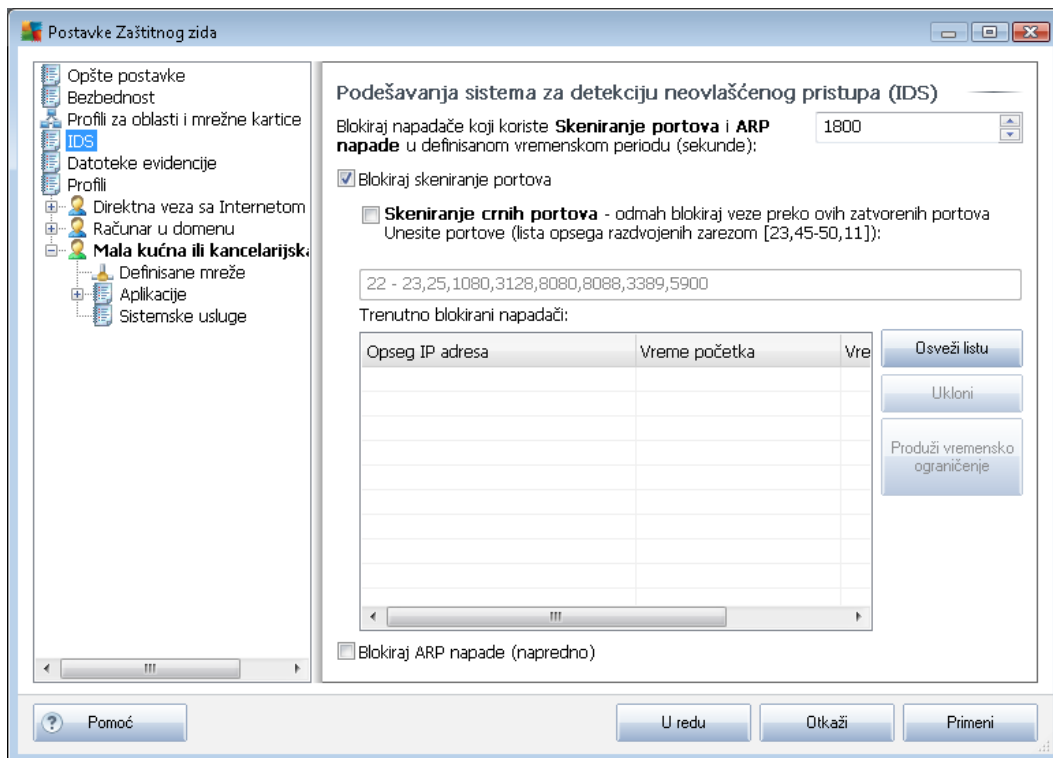 Postavke Zaštitnog zida
Opšte postavke
Bezbednost
Profili za oblasti i mrežne kartice
IDS
Datoteke evidencije
Profili
Direktna veza sa Internetom
Računar u domenu
Mala kućna ili kancelarijska
Definisane mreže
Aplikacije
Sistemske usluge
Podešavanja sistema za detekciju neovlašćenog pristupa (IDS)
Blokiraj napadače koji koriste Skeniranje portova i ARP
napade u definisanom vremenskom periodu (sekunde):
1800
Blokiraj skeniranje portova
Skeniranje crnih portova - odmah blokiraj veze preko ovih zatvorenih portova
Unesite portove (lista opsega razdvojenih zarezom [23,45-50,11]):
22 - 23,25,1080,3128,8080,8088,3389,5900
Trenutno blokirani napadači:
Opseg IP adresa
Vreme početka
Vre
Osveži listu
Ukloni
Produži vremensko
ograničenje
Blokiraj ARP napade (napredno)
? Pomoć
U redu
Otkaži
Primeni